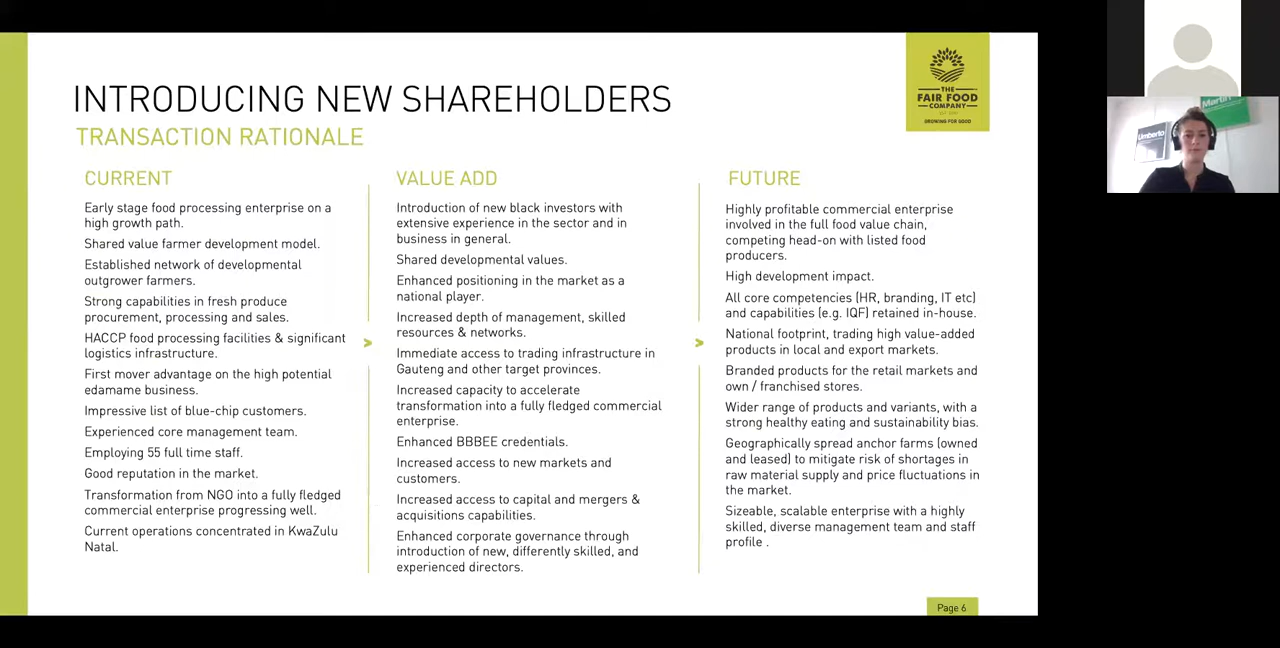 INTRODUCING NEW SHAREHOLDERS
TRANSACTION RATIONALE
THE
FAIR FOOD
COMPANY
GROWING FOR GOOD
CURRENT
Early stage food processing enterprise on a
high growth path.
Shared value farmer development model.
Established network of developmental
outgrower farmers.
Strong capabilities in fresh produce
procurement, processing and sales.
HACCP food processing facilities & significant
logistics infrastructure.
First mover advantage on the high potential
edamame business.
Impressive list of blue-chip customers.
Experienced core management team.
Employing 55 full time staff.
Good reputation in the market.
Transformation from NGO into a fully fledged
commercial enterprise progressing well.
Current operations concentrated in KwaZulu
Natal.
>
VALUE ADD
Introduction of new black investors with
extensive experience in the sector and in
business in general.
Shared developmental values.
Enhanced positioning in the market as a
national player.
Increased depth of management, skilled
resources & networks.
Immediate access to trading infrastructure in
Gauteng and other target provinces.
Increased capacity to accelerate
transformation into a fully fledged commercial
enterprise.
Enhanced BBBEE credentials.
Increased access to new markets and
customers.
Increased access to capital and mergers &
acquisitions capabilities.
Enhanced corporate governance through
introduction of new, differently skilled, and
experienced directors.
>
FUTURE
Highly profitable commercial enterprise
involved in the full food value chain,
competing head-on with listed food
producers.
High development impact.
All core competencies (HR, branding, IT etc)
and capabilities (e.g. IQF) retained in-house.
National footprint, trading high value-added
products in local and export markets.
Branded products for the retail markets and
own / franchised stores.
Wider range of products and variants, with a
strong healthy eating and sustainability bias.
Geographically spread anchor farms (owned
and leased) to mitigate risk of shortages in
raw material supply and price fluctuations in
the market.
Sizeable, scalable enterprise with a highly
skilled, diverse management team and staff
profile .
Page 6
Martin
Umberto